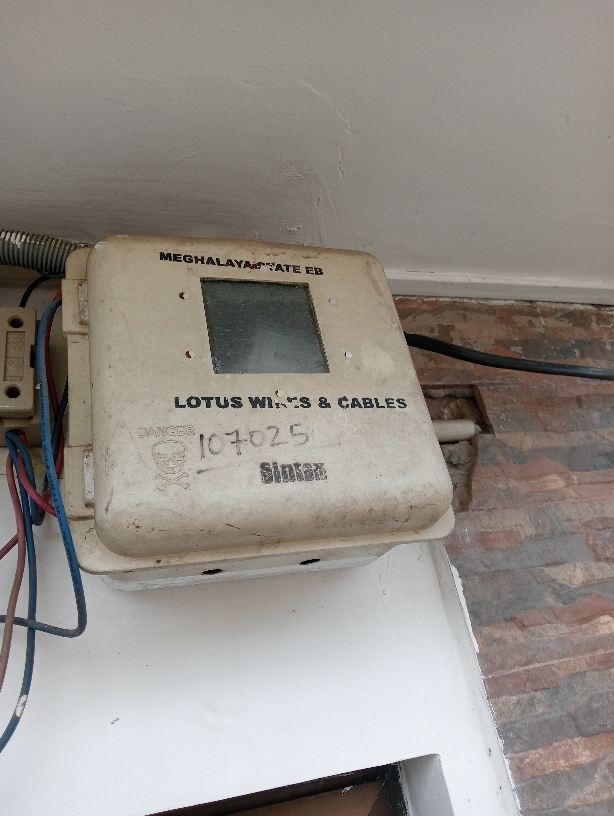 MEGHALAYA STATE EB
LOTUS WIRES & CABLES
DANGER
107025
Sintex